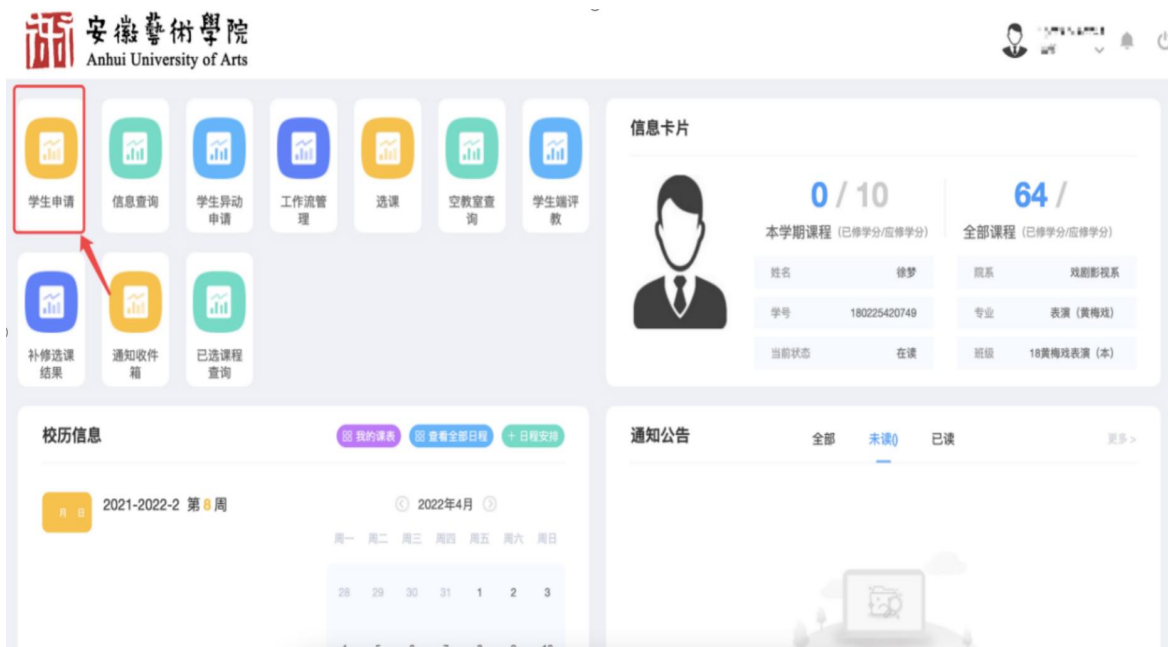 安徽藝術學院
Anhui University of Arts
学生申请
信息查询
学生异动
申请
工作流管
理
选课
空教室查
询
学生端评
教
补修选课
结果
通知收件
箱
已选课程
查询
信息卡片
0 / 10
本学期课程 (已修学分/应修学分)
64 /
全部课程 (已修学分/应修学分)
姓名 徐梦
院系 戏剧影视系
学号 180225420749
专业 表演（黄梅戏）
当前状态 在读
班级 18黄梅戏表演（本）
校历信息
我的课表
查看全部日程
+ 日程安排
月 日
2021-2022-2 第 8 周
2022年4月
周一 周二 周三 周四 周五 周六 周日
28 29 30 31 1 2 3
通知公告
全部 未读() 已读
更多 >